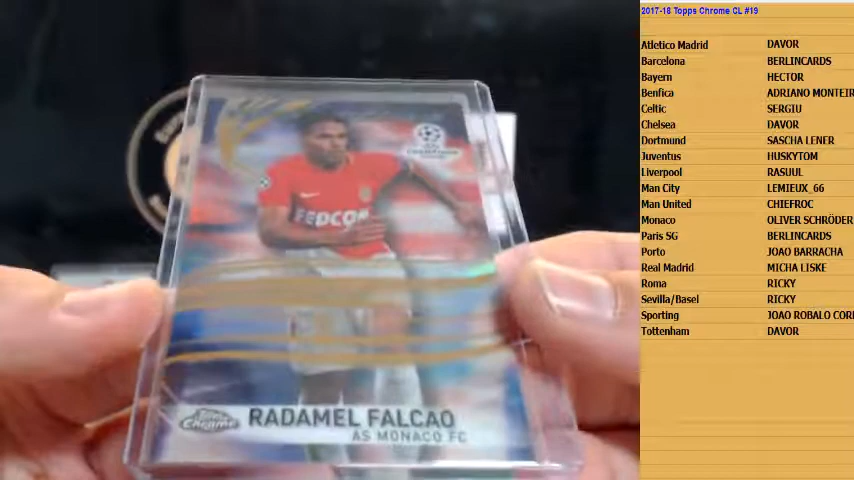 FEDCOM
Topps
Chrome
RADAMEL FALCAO
AS MONACO FC
2017-18 Topps Chrome CL #19
Atletico Madrid DAVOR
Barcelona BERLINCARDS
Bayern HECTOR
Benfica ADRIANO MONTEIR
Celtic SERGIU
Chelsea DAVOR
Dortmund SASCHA LENER
Juventus HUSKYTOM
Liverpool RASUUL
Man City LEMIEUX_66
Man United CHIEFROC
Monaco OLIVER SCHRÖDER
Paris SG BERLINCARDS
Porto JOAO BARRACHA
Real Madrid MICHA LISKE
Roma RICKY
Sevilla/Basel RICKY
Sporting JOAO ROBALO CORI
Tottenham DAVOR